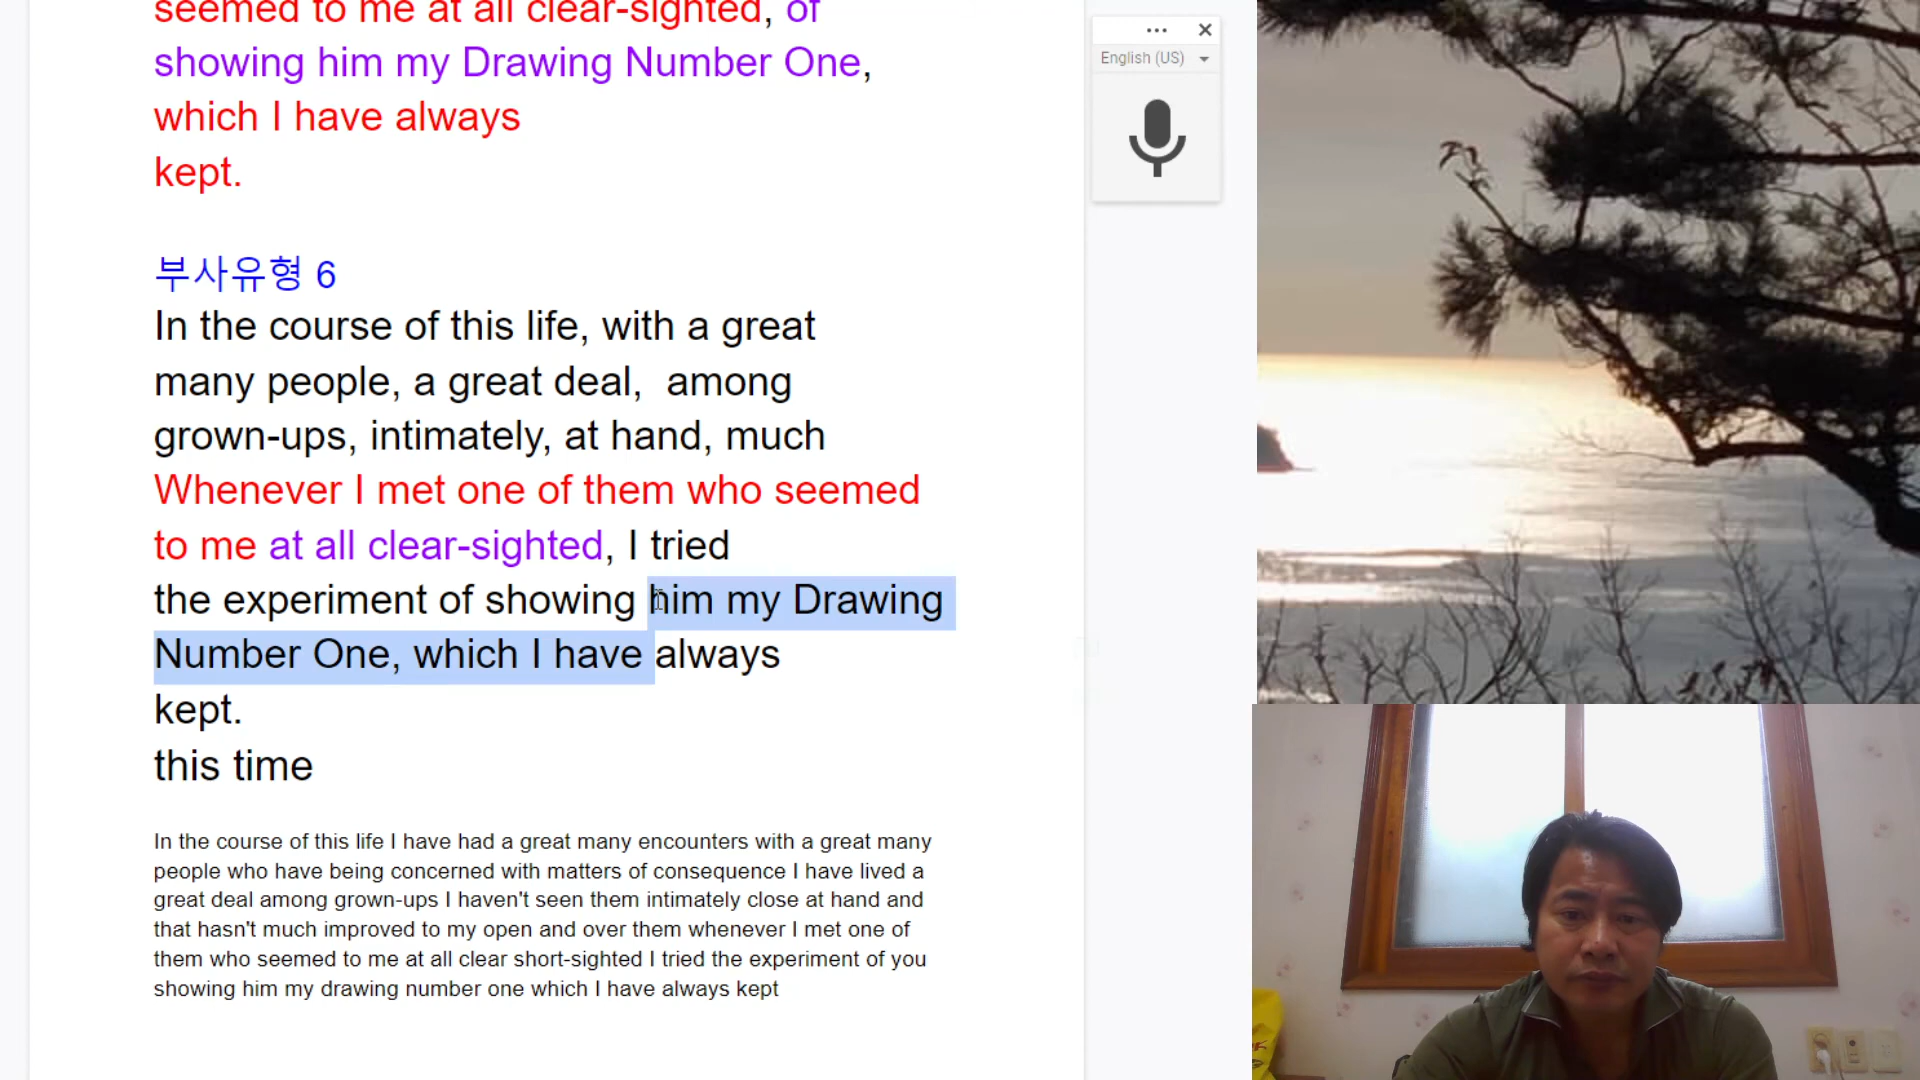 seemed to me at all clear-sighted, of
showing him my Drawing Number One,
which I have always
kept.
부사유형 6
In the course of this life, with a great
many people, a great deal,  among
grown-ups, intimately, at hand, much
Whenever I met one of them who seemed
to me at all clear-sighted, I tried
the experiment of showing him my Drawing
Number One, which I have always
kept.
this time
In the course of this life I have had a great many encounters with a great many
people who have being concerned with matters of consequence I have lived a
great deal among grown-ups I haven't seen them intimately close at hand and
that hasn't much improved to my open and over them whenever I met one of
them who seemed to me at all clear short-sighted I tried the experiment of you
showing him my drawing number one which I have always kept
English (US)